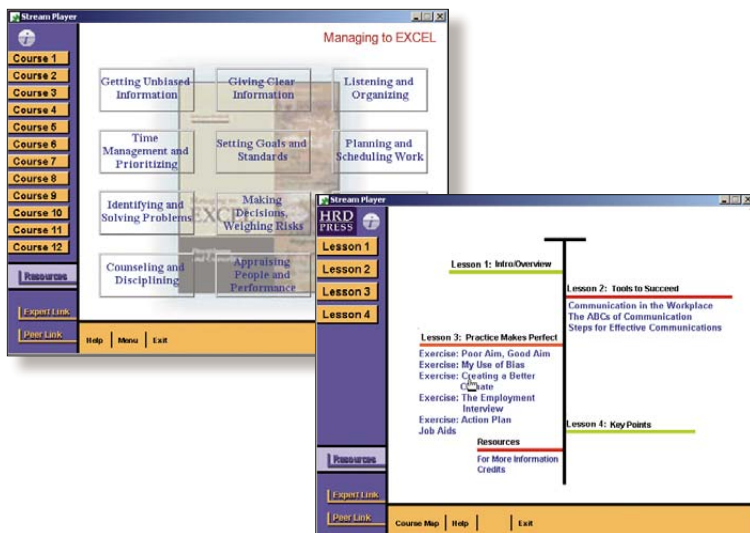 Stream Player
Managing to EXCEL
Course 1
Course 2
Course 3
Course 4
Course 5
Course 6
Course 7
Course 8
Course 9
Course 10
Course 11
Course 12
Resources
Expert Link
Peer Link
Getting Unbiased
Information
Giving Clear
Information
Listening and
Organizing
Time
Management and
Prioritizing
Setting Goals and
Standards
Planning and
Scheduling Work
Identifying and
Solving Problems
Making
Decisions,
Weighing Risks
Counseling and
Disciplining
Appraising
People and
Performance
Managing to
EXCEL
Help Menu Exit
Stream Player
HRD
PRESS
Lesson 1
Lesson 2
Lesson 3
Lesson 4
Resources
Expert Link
Peer Link
Lesson 1: Intro/Overview
Lesson 2: Tools to Succeed
Communication in the Workplace
The ABCs of Communication
Steps for Effective Communications
Lesson 3: Practice Makes Perfect
Exercise: Poor Aim, Good Aim
Exercise: My Use of Bias
Exercise: Creating a Better
Exercise: The Employment
Interview
Exercise: Action Plan
Job Aids
Lesson 4: Key Points
Resources
For More Information
Credits
Course Map Help Exit